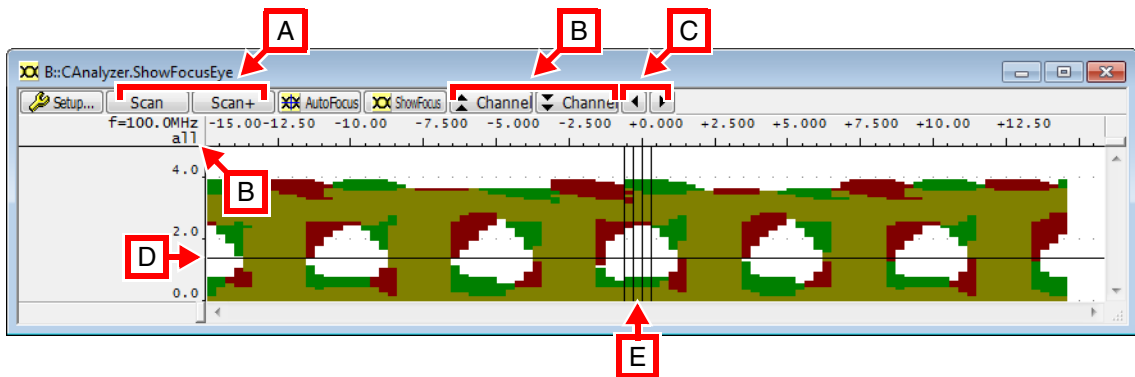 A B C
B::CAnalyzer.ShowFocusEye
Setup... Scan Scan+ AutoFocus ShowFocus Channel Channel
f=100.0MHz -15.00-12.50 -10.00 -7.500 -5.000 -2.500 +0.000 +2.500 +5.000 +7.500 +10.00 +12.50
all
4.0
B
2.0
D
0.0
E